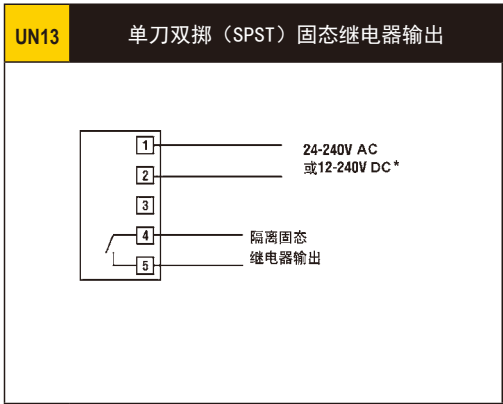 UN13
单刀双掷（SPST）固态继电器输出
1
24-240V AC
或12-240V DC*
2
3
4
隔离固态
继电器输出
5